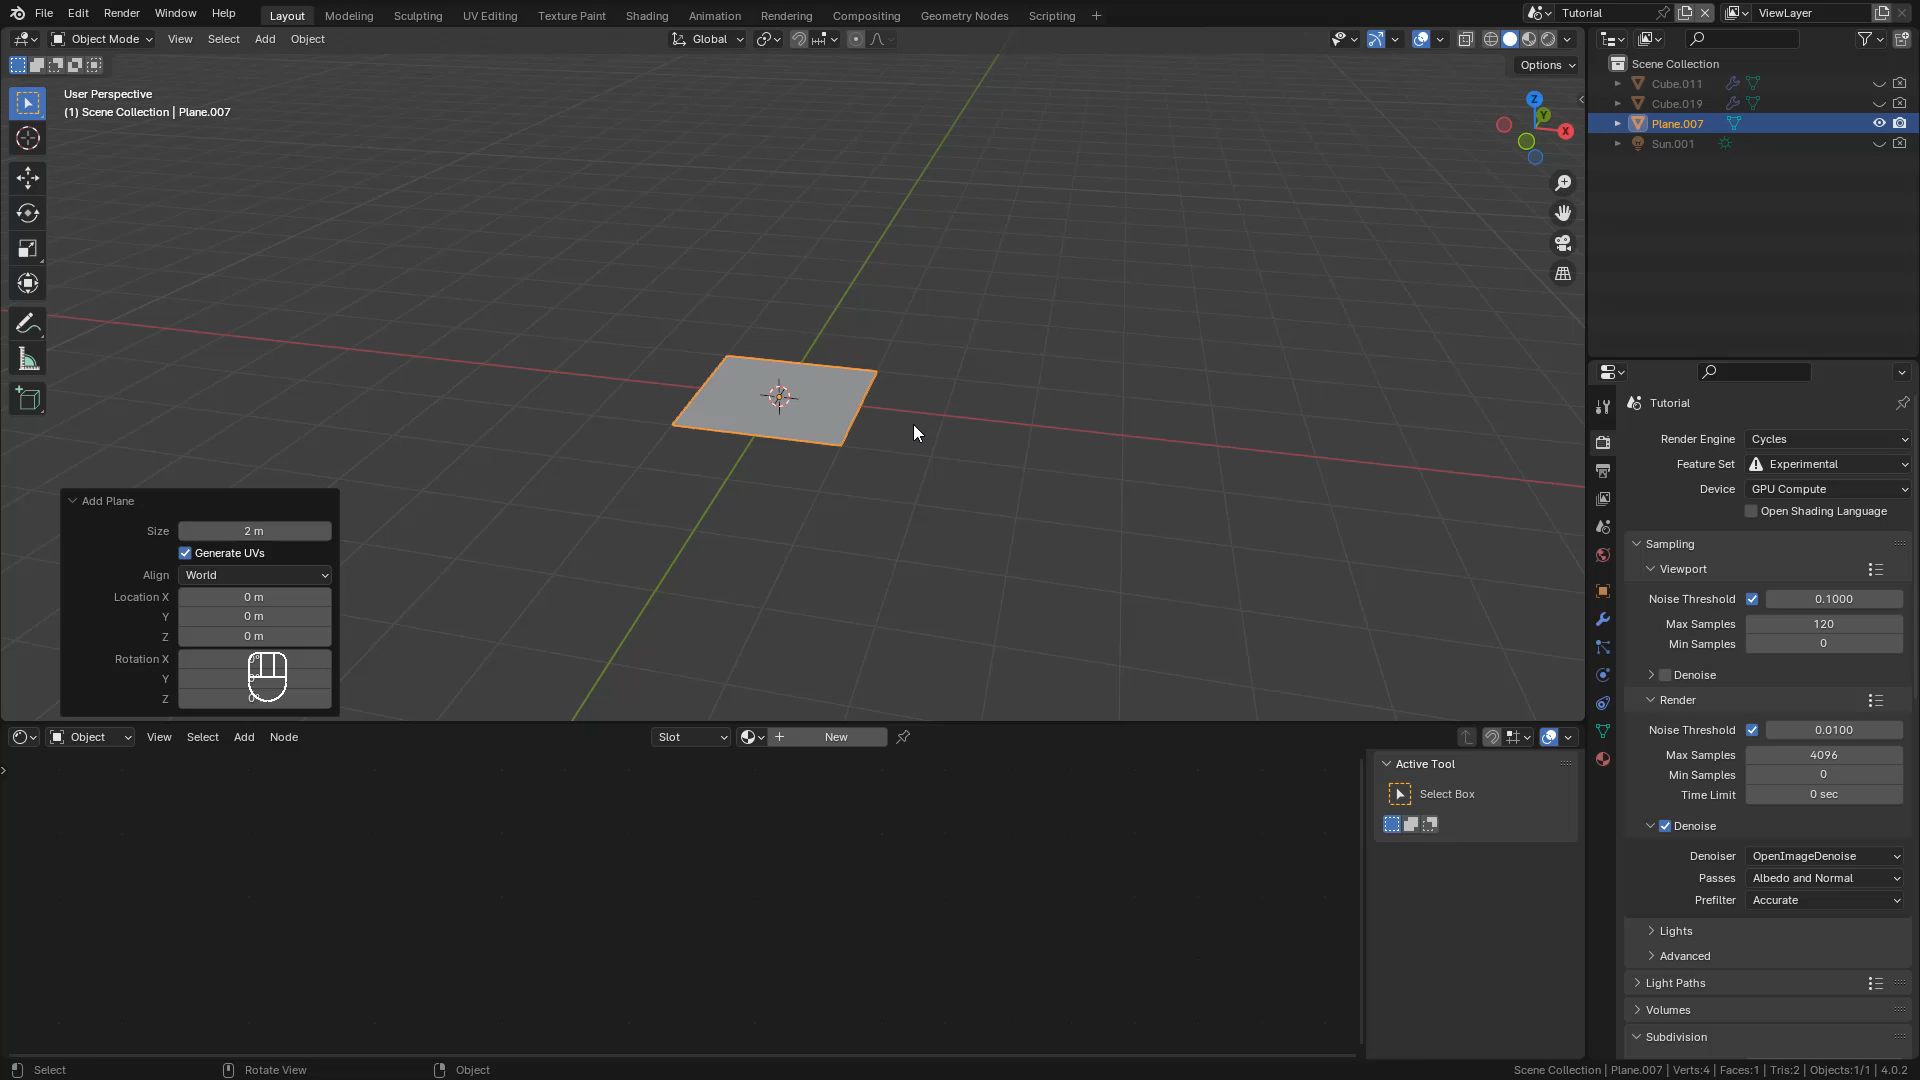 File Edit Render Window Help Layout Modeling Sculpting UV Editing Texture Paint Shading Animation Rendering Compositing Geometry Nodes Scripting + Tutorial ViewLayer
Object Mode View Select Add Object Global
Options
User Perspective
(1) Scene Collection | Plane.007
Z
Y
X
Scene Collection
Cube.011
Cube.019
Plane.007
Sun.001
Add Plane
Size 2 m
Generate UVs
Align World
Location X 0 m
Y 0 m
Z 0 m
Rotation X 0°
Y 0°
Z 0°
Tutorial
Render Engine Cycles
Feature Set Experimental
Device GPU Compute
Open Shading Language
Sampling
Viewport
Noise Threshold 0.1000
Max Samples 120
Min Samples 0
Denoise
Render
Noise Threshold 0.0100
Max Samples 4096
Min Samples 0
Time Limit 0 sec
Denoise
Denoiser OpenImageDenoise
Passes Albedo and Normal
Prefilter Accurate
Lights
Advanced
Light Paths
Volumes
Subdivision
Object View Select Add Node Slot + New
Active Tool
Select Box
Select Rotate View Object Scene Collection | Plane.007 | Verts:4 | Faces:1 | Tris:2 | Objects:1/1 | 4.0.2